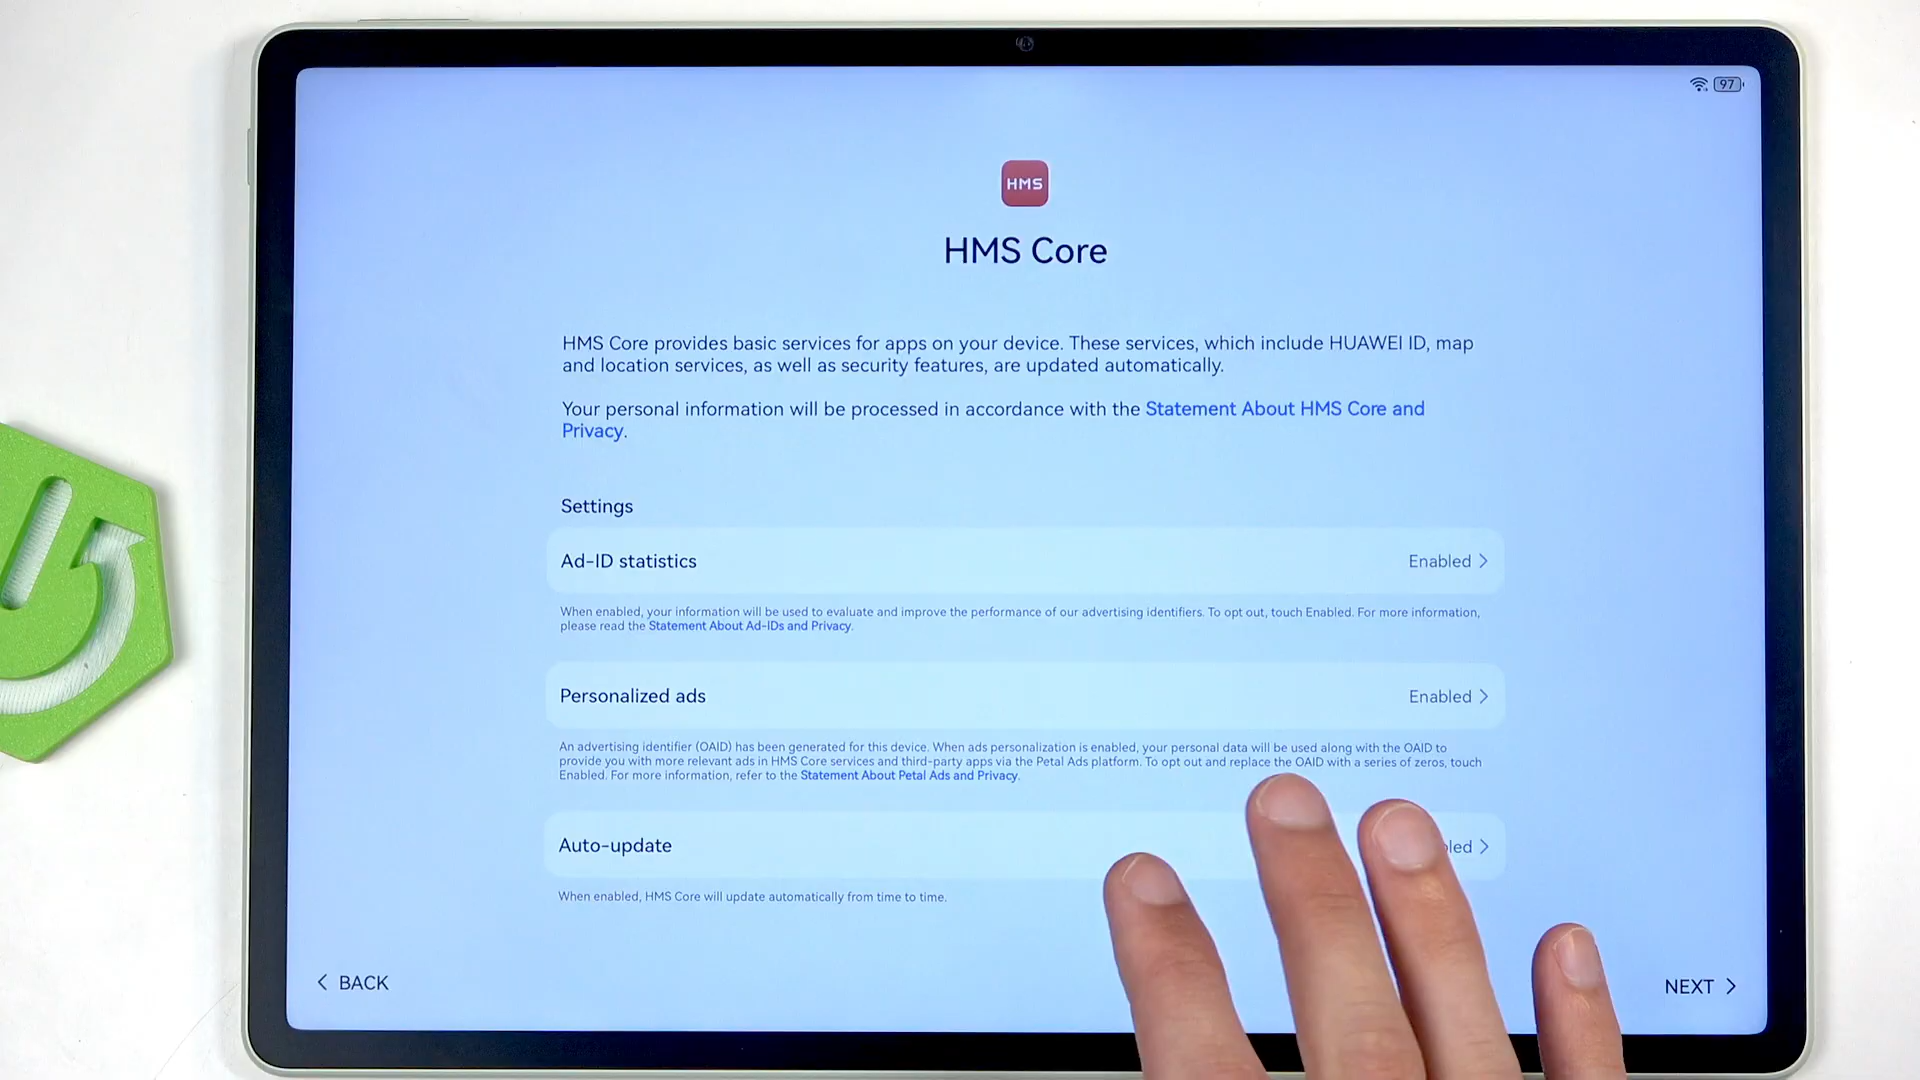 97
HMS
HMS Core
HMS Core provides basic services for apps on your device. These services, which include HUAWEI ID, map
and location services, as well as security features, are updated automatically.
Your personal information will be processed in accordance with the Statement About HMS Core and
Privacy.
Settings
Ad-ID statistics Enabled
When enabled, your information will be used to evaluate and improve the performance of our advertising identifiers. To opt out, touch Enabled. For more information,
please read the Statement About Ad-IDs and Privacy.
Personalized ads Enabled
An advertising identifier (OAID) has been generated for this device. When ads personalization is enabled, your personal data will be used along with the OAID to
provide you with more relevant ads in HMS Core services and third-party apps via the Petal Ads platform. To opt out and replace the OAID with a series of zeros, touch
Enabled. For more information, refer to the Statement About Petal Ads and Privacy.
Auto-update
When enabled, HMS Core will update automatically from time to time.
BACK
NEXT